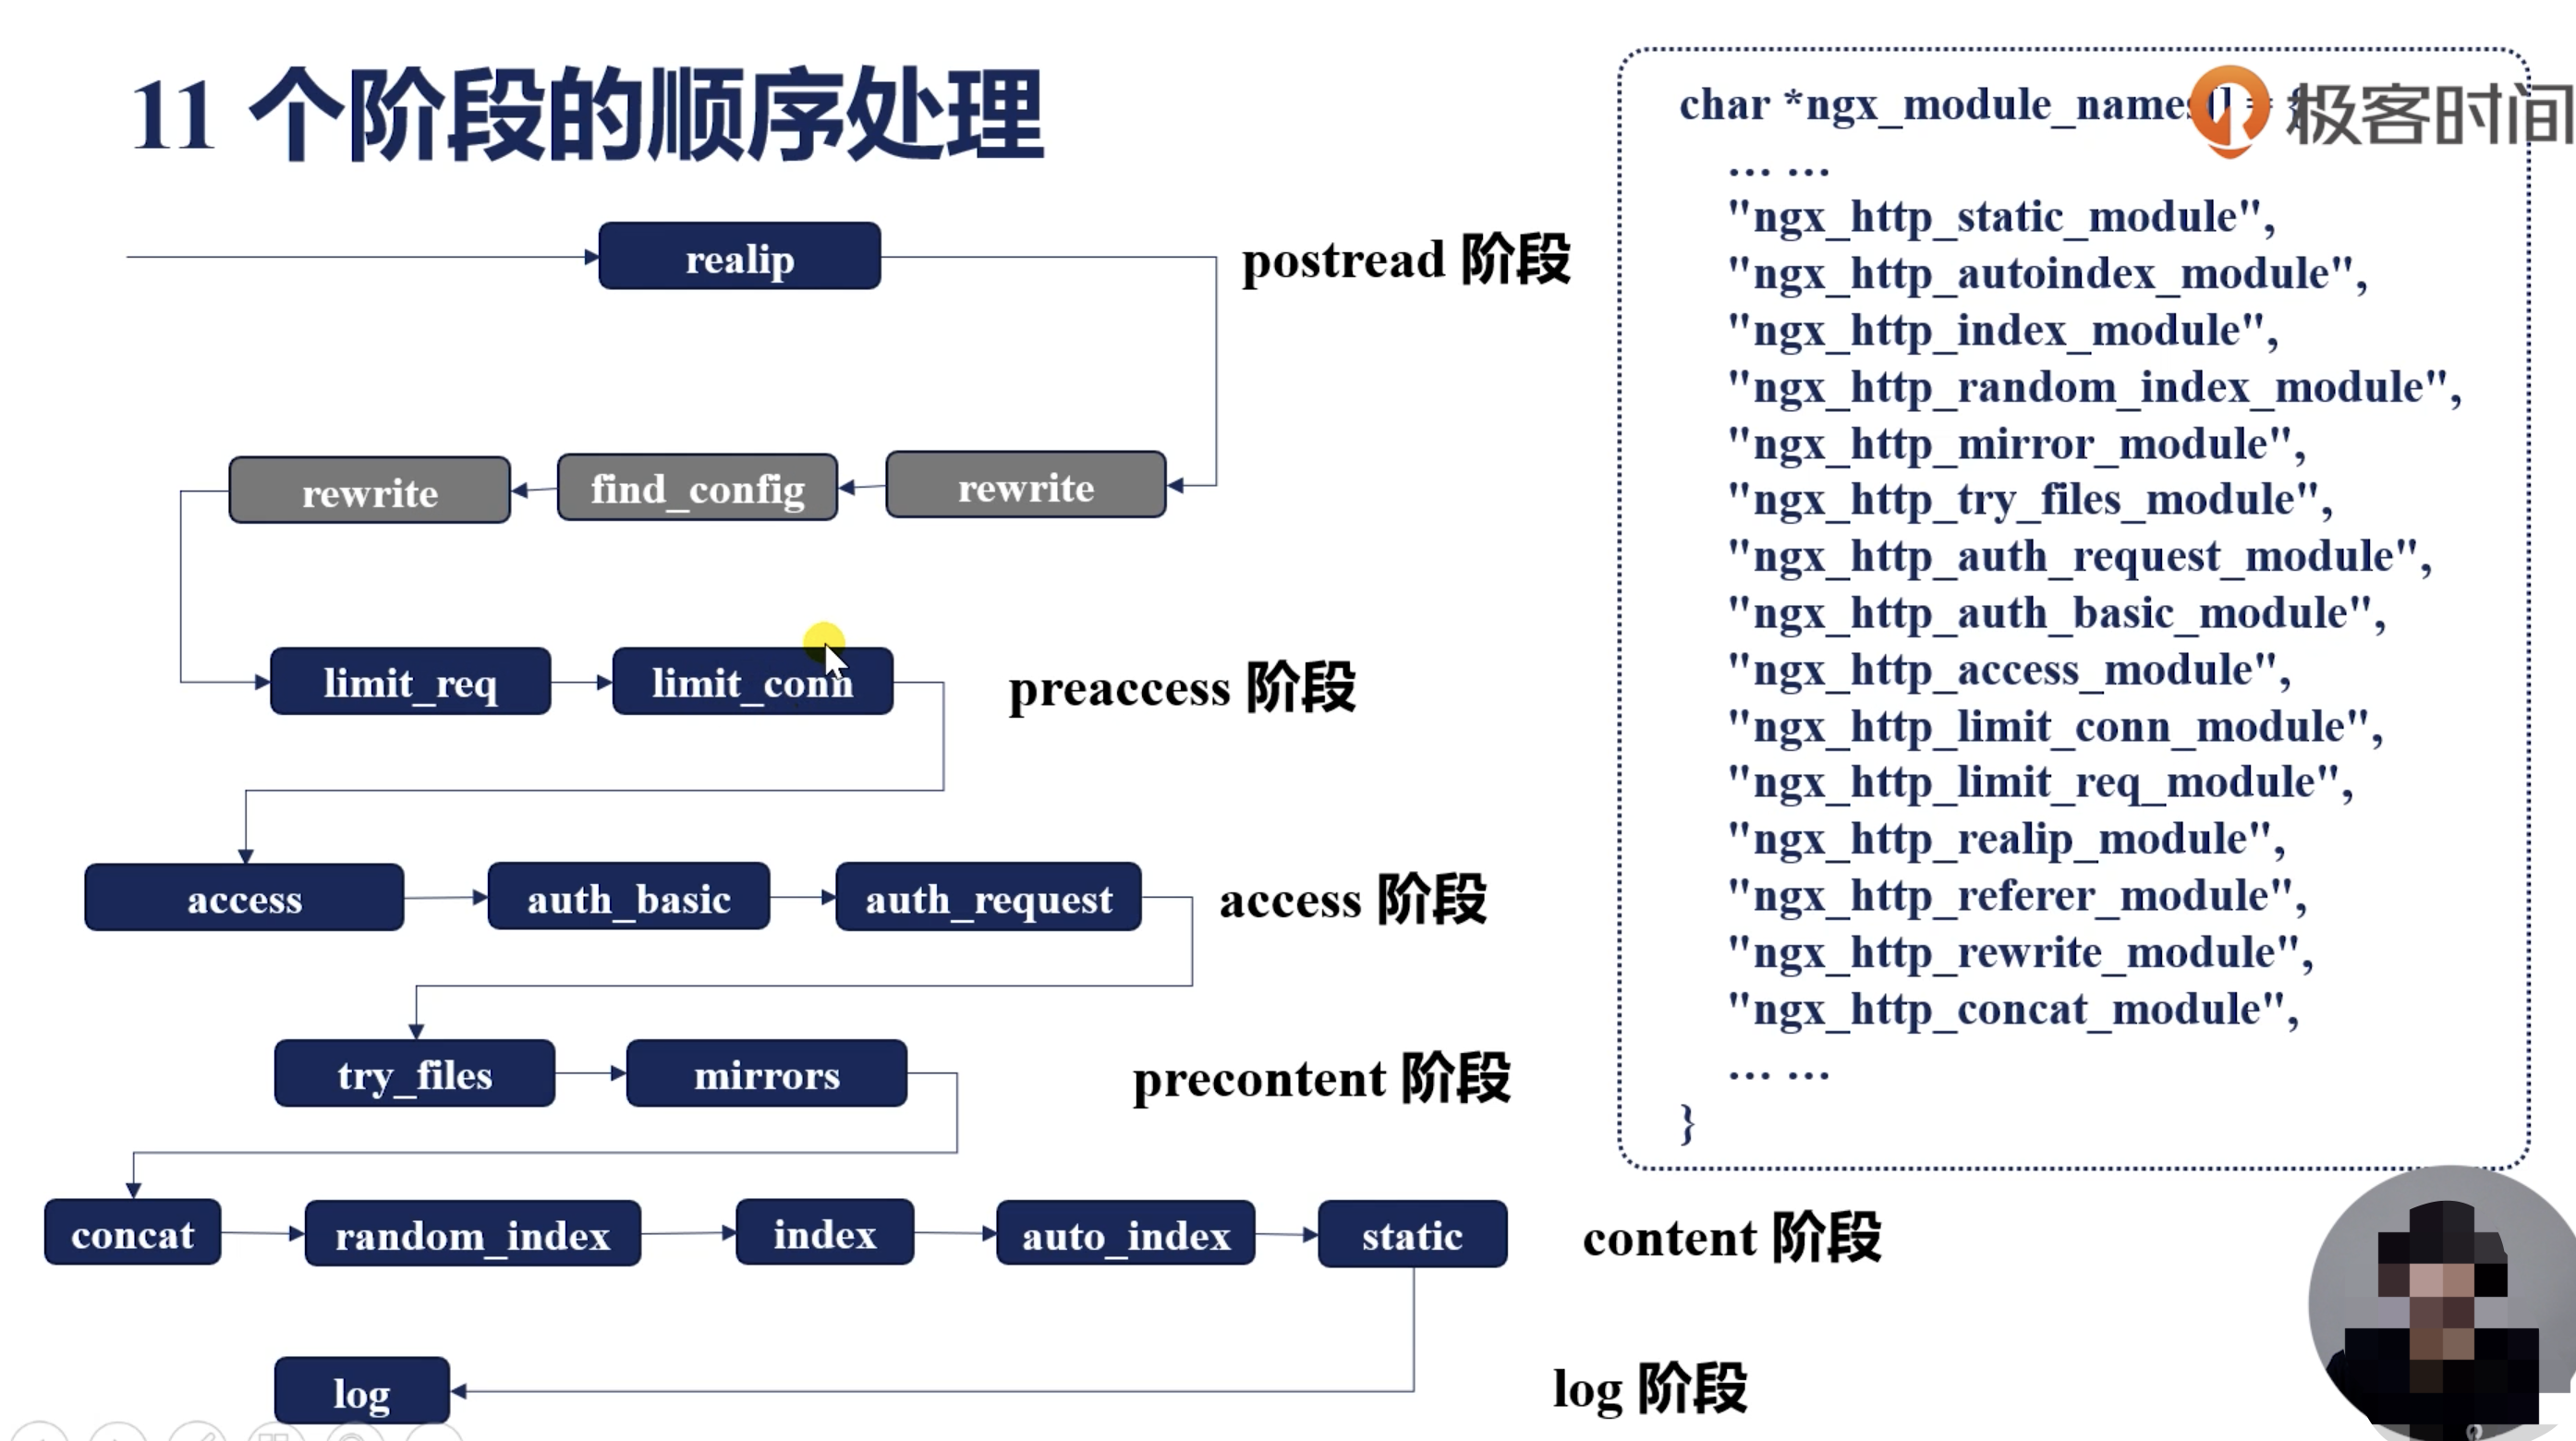 11 个阶段的顺序处理
realip
postread 阶段
rewrite
find_config
rewrite
limit_req
limit_conn
preaccess 阶段
access
auth_basic
auth_request
access 阶段
try_files
mirrors
precontent 阶段
concat
random_index
index
auto_index
static
content 阶段
log
log 阶段
极客时间
char *ngx_module_names[] = {
... ...
"ngx_http_static_module",
"ngx_http_autoindex_module",
"ngx_http_index_module",
"ngx_http_random_index_module",
"ngx_http_mirror_module",
"ngx_http_try_files_module",
"ngx_http_auth_request_module",
"ngx_http_auth_basic_module",
"ngx_http_access_module",
"ngx_http_limit_conn_module",
"ngx_http_limit_req_module",
"ngx_http_realip_module",
"ngx_http_referer_module",
"ngx_http_rewrite_module",
"ngx_http_concat_module",
... ...
}